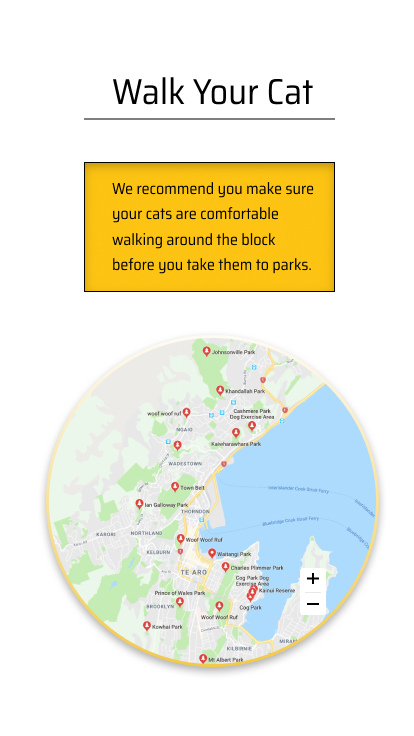 Walk Your Cat
We recommend you make sure
your cats are comfortable
walking around the block
before you take them to parks.
Johnsonville Park
Khandallah Park
Cashmere Park
Dog Exercise Area
woof woof ruf
NGAIO
Karehanawhara Park
WADESTOWN
Town Belt
Interislander Cook Strait Ferry
Ian Galloway Park
THORNDON
Bluebridge Cook Strait Ferry
KARORI
NORTHLAND
Woof Woof Ruf
KELBURN
Waitangi Park
TE ARO
Charles Plimmer Park
Cog Park Dog
Exercise Area
+
Prince of Wales Park
Kainui Reserve
−
BROOKLYN
Cog Park
Woof Woof Ruf
Kowhai Park
KILBIRNIE
Mt Albert Park